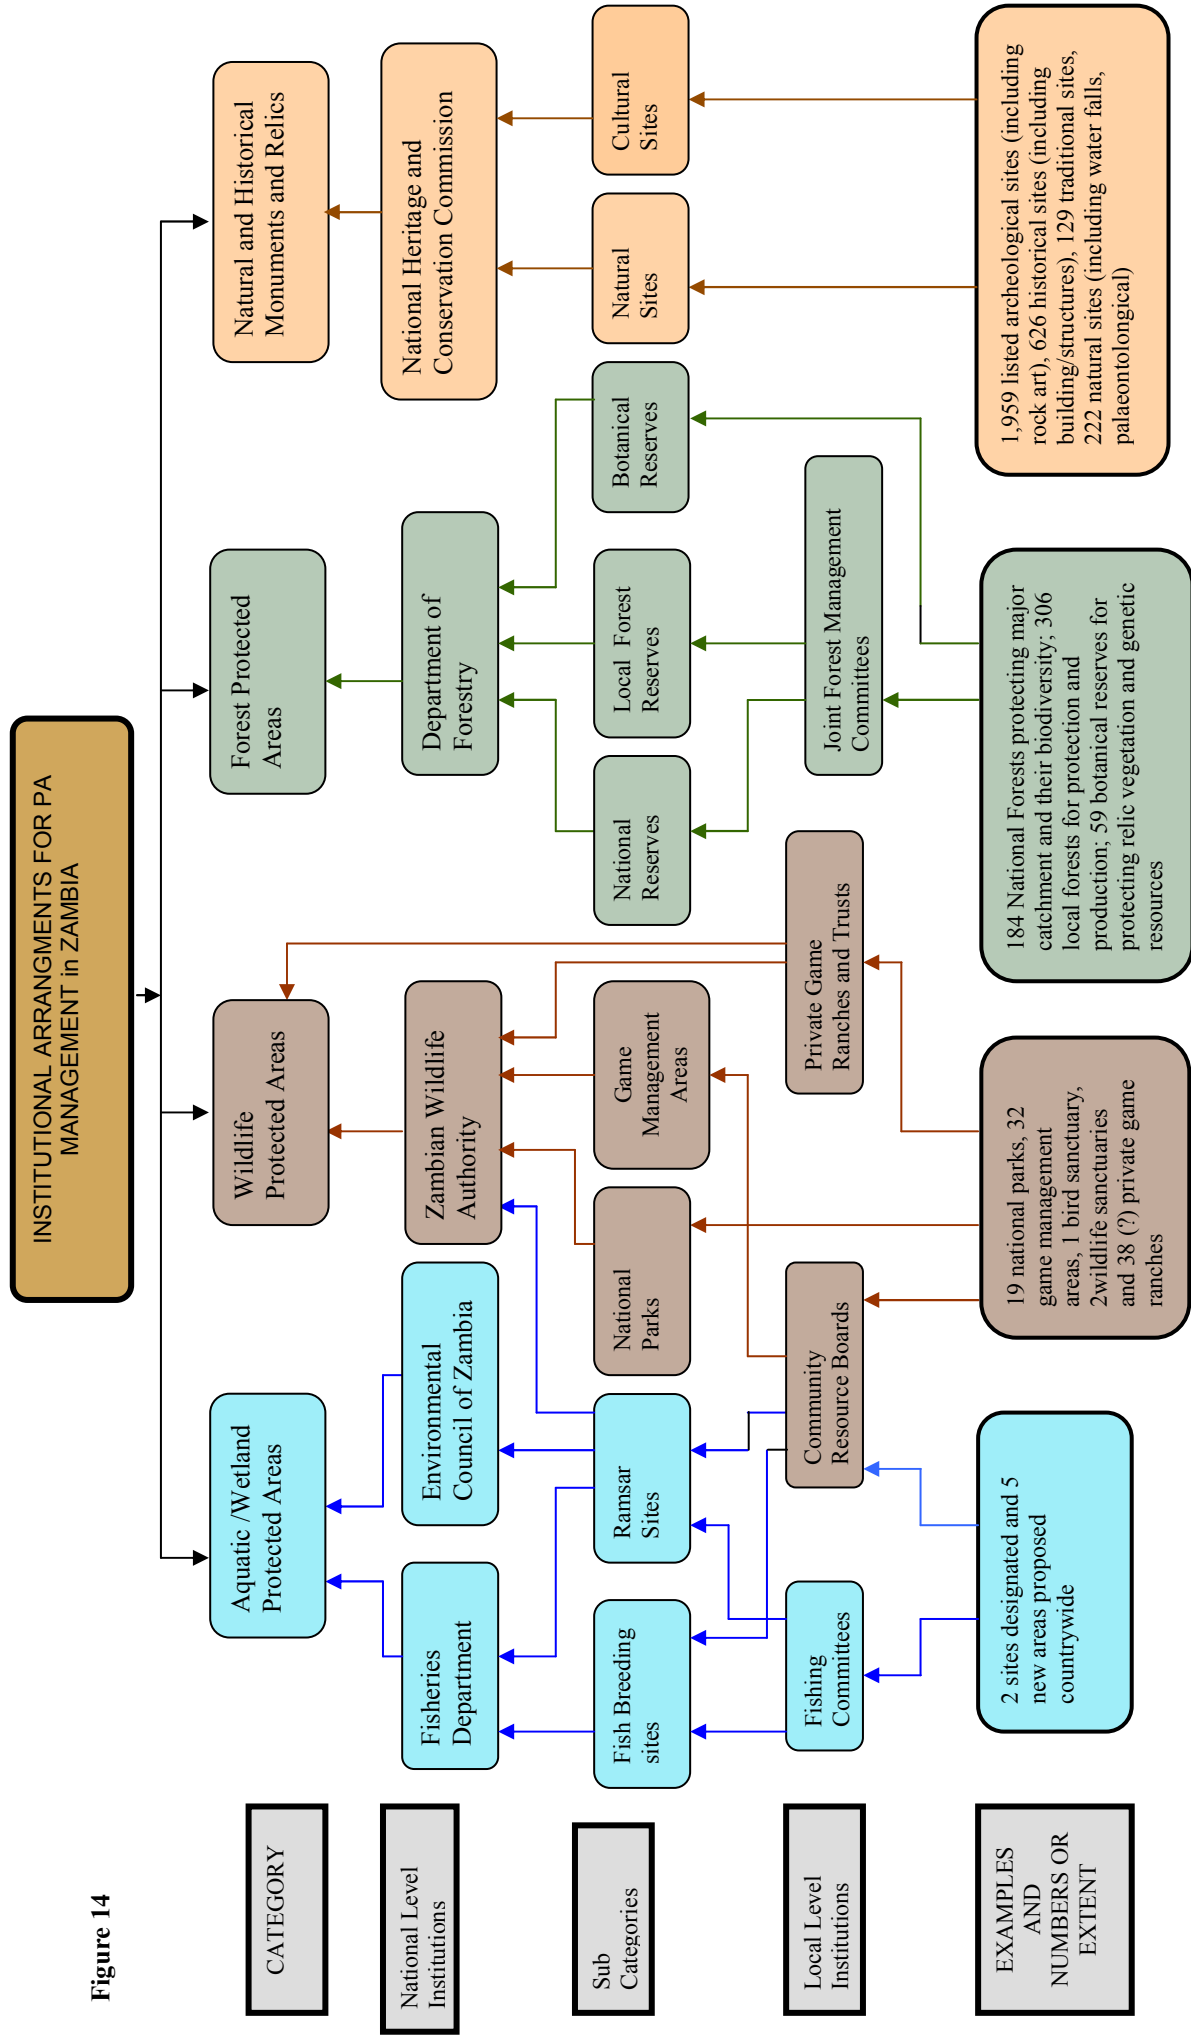 Figure 14
INSTITUTIONAL ARRANGMENTS FOR PA
MANAGEMENT in ZAMBIA
CATEGORY
Aquatic /Wetland
Protected Areas
Wildlife
Protected Areas
Forest Protected
Areas
Natural and Historical
Monuments and Relics
National Level
Institutions
Fisheries
Department
Environmental
Council of Zambia
Zambian Wildlife
Authority
Department of
Forestry
National Heritage and
Conservation Commission
Sub
Categories
Fish Breeding
sites
Ramsar
Sites
National
Parks
Game
Management
Areas
National
Reserves
Local Forest
Reserves
Botanical
Reserves
Natural
Sites
Cultural
Sites
Local Level
Institutions
Fishing
Committees
Community
Resource Boards
Private Game
Ranches and Trusts
Joint Forest Management
Committees
EXAMPLES
AND
NUMBERS OR
EXTENT
2 sites designated and 5
new areas proposed
countrywide
19 national parks, 32
game management
areas, 1 bird sanctuary,
2wildlife sanctuaries
and 38 (?) private game
ranches
184 National Forests protecting major
catchment and their biodiversity; 306
local forests for protection and
production; 59 botanical reserves for
protecting relic vegetation and genetic
resources
1,959 listed archeological sites (including
rock art), 626 historical sites (including
building/structures), 129 traditional sites,
222 natural sites (including water falls,
palaeontolongical)